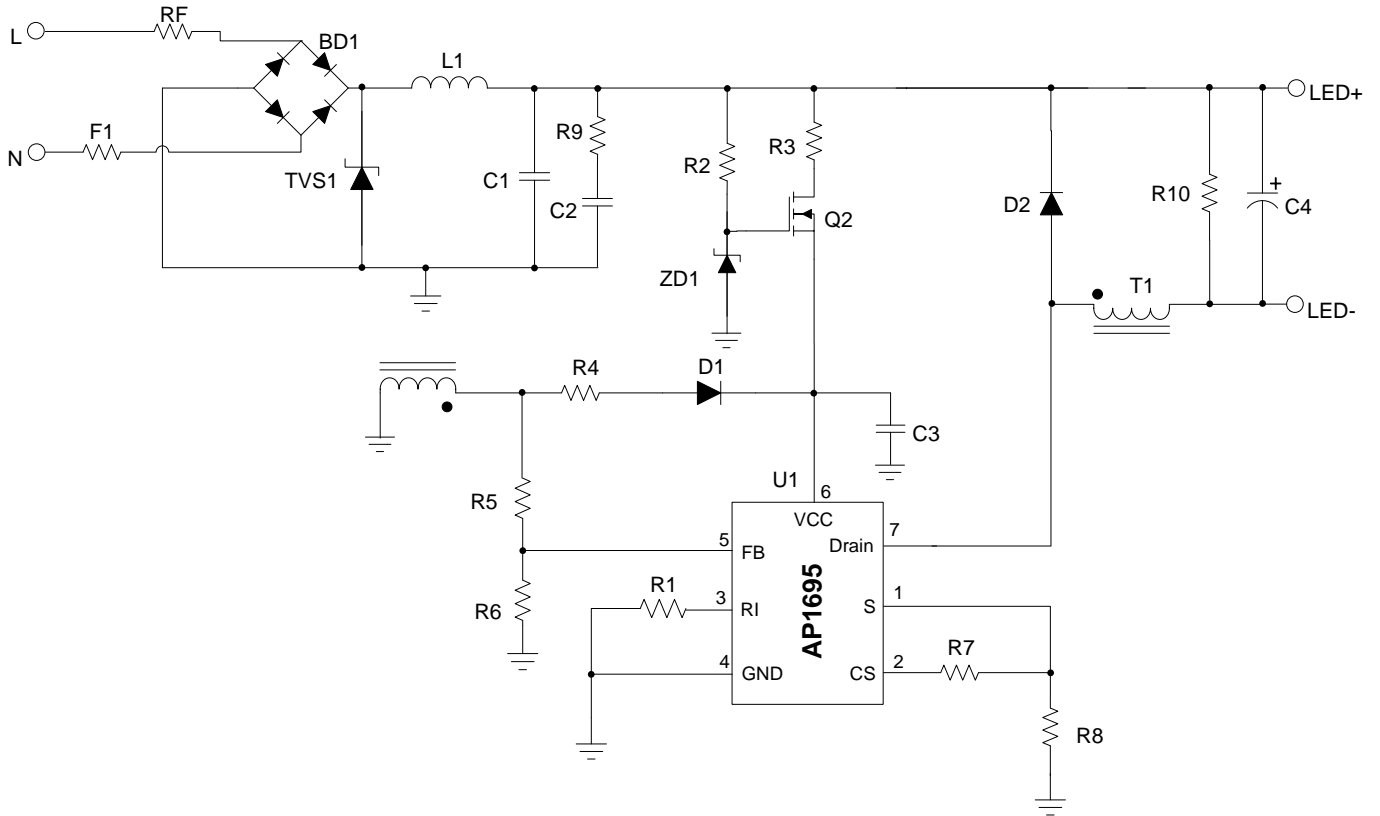 RF
L
BD1
L1
LED+
F1
N
R9
R3
R2
TVS1
C1
C2
Q2
D2
R10
+
C4
ZD1
T1
LED-
R4
D1
C3
U1
6
R5
VCC
7
5
FB
Drain
R1
R6
3
RI
AP1695
S
1
4
GND
CS
2
R7
R8